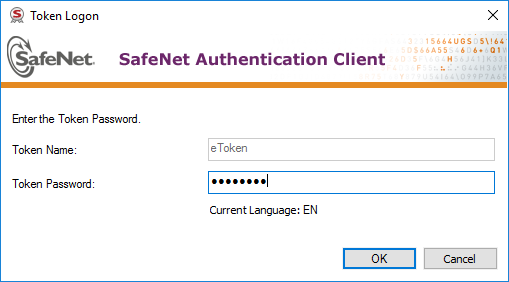 Token Logon
SafeNet.
SafeNet Authentication Client
Enter the Token Password.
Token Name:
eToken
Token Password:
●●●●●●●●
Current Language: EN
OK
Cancel